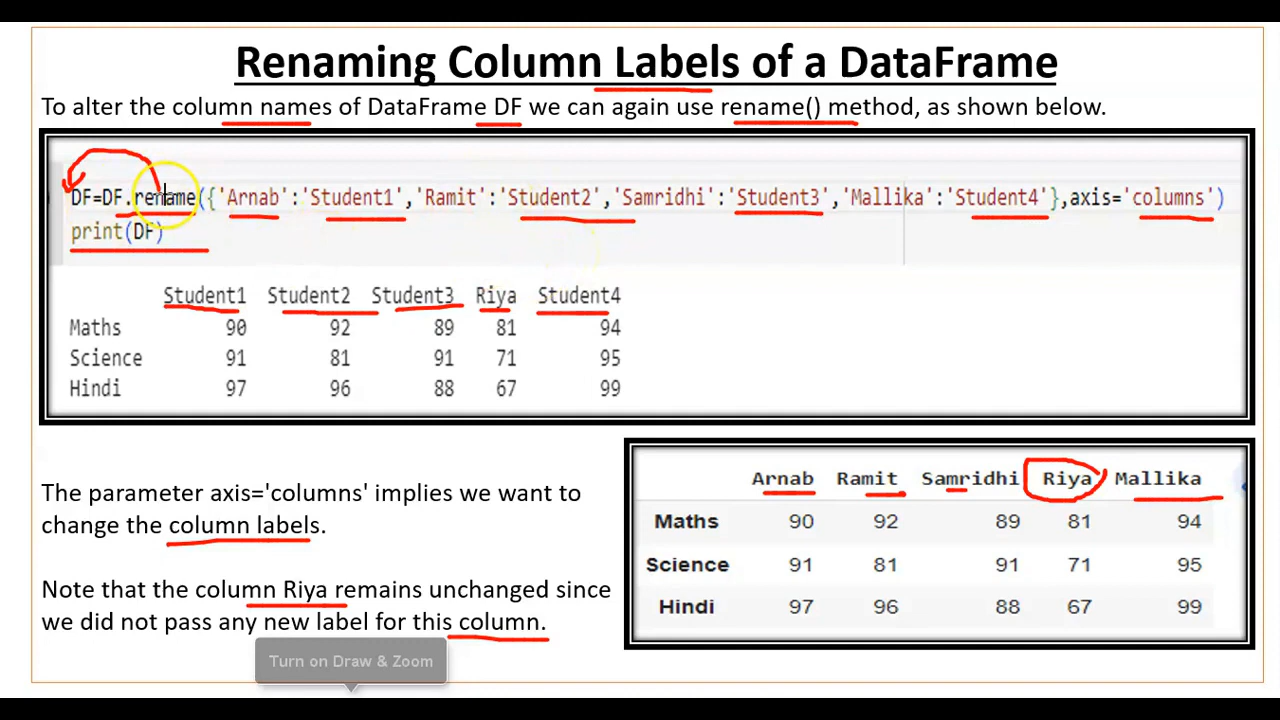 Renaming Column Labels of a DataFrame
To alter the column names of DataFrame DF we can again use rename() method, as shown below.
DF=DF.rename({'Arnab':'Student1','Ramit':'Student2','Samridhi':'Student3','Mallika':'Student4'},axis='columns')
print(DF)
Student1 Student2 Student3 Riya Student4
Maths 90 92 89 81 94
Science 91 81 91 71 95
Hindi 97 96 88 67 99
The parameter axis='columns' implies we want to
change the column labels.
Note that the column Riya remains unchanged since
we did not pass any new label for this column.
Turn on Draw & Zoom
Arnab Ramit Samridhi Riya Mallika
Maths 90 92 89 81 94
Science 91 81 91 71 95
Hindi 97 96 88 67 99